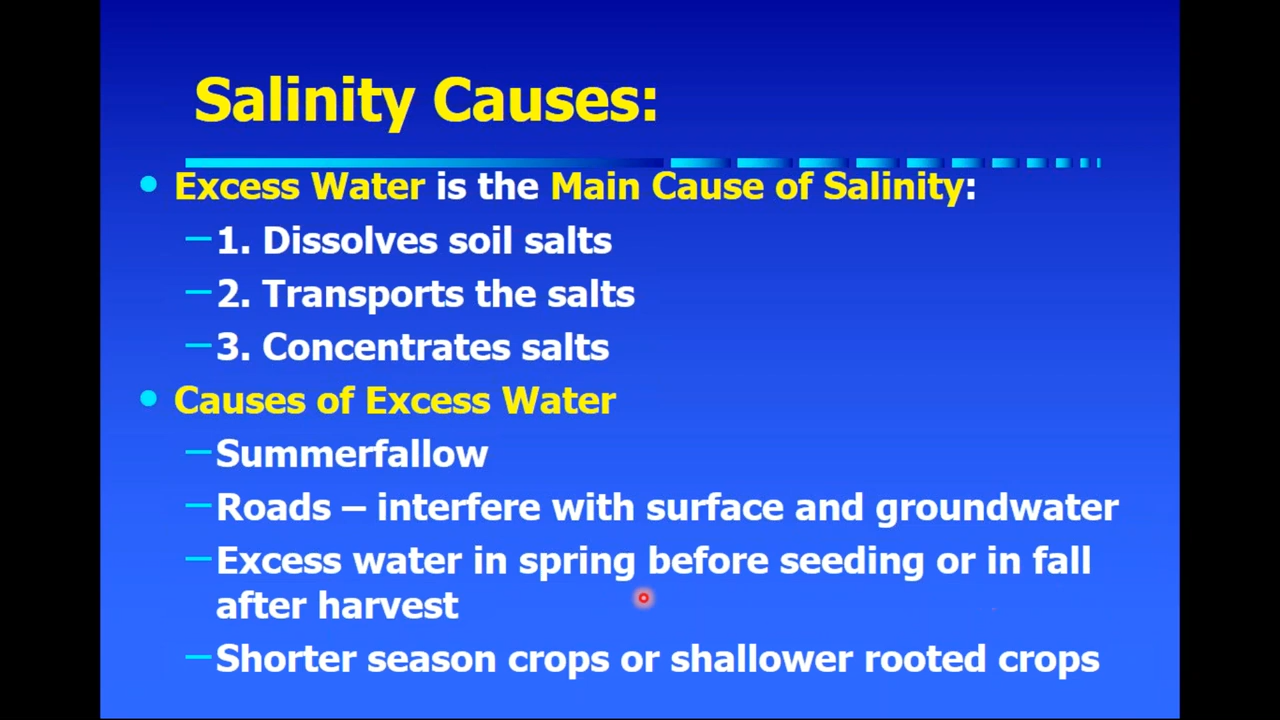 Salinity Causes:
Excess Water is the Main Cause of Salinity:
–1. Dissolves soil salts
–2. Transports the salts
–3. Concentrates salts
Causes of Excess Water
–Summerfallow
–Roads – interfere with surface and groundwater
–Excess water in spring before seeding or in fall
after harvest
–Shorter season crops or shallower rooted crops